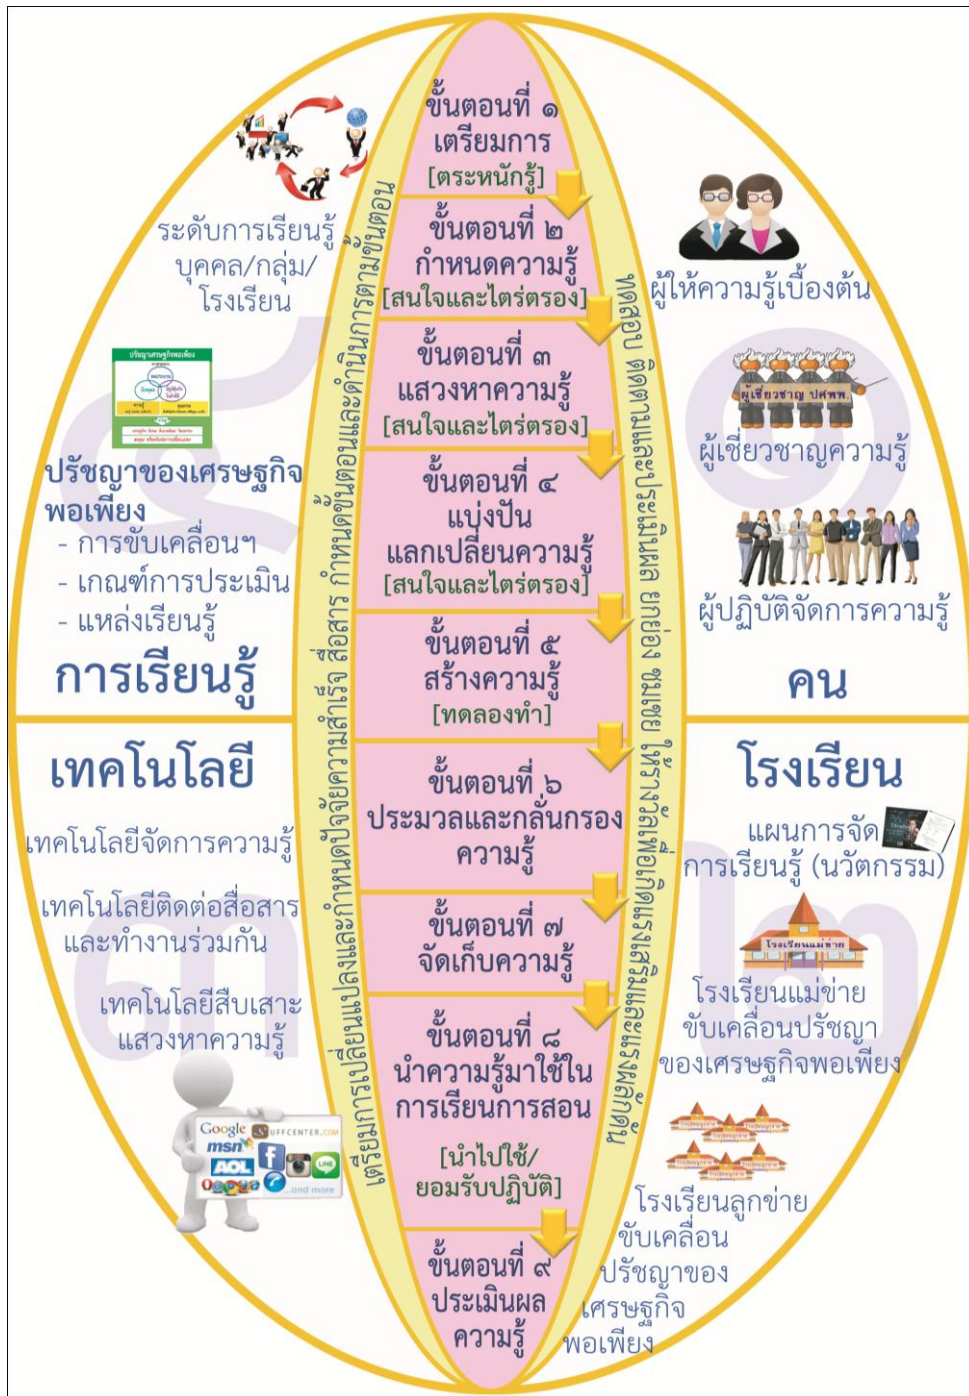 ขั้นตอนที่ ๑
เตรียมการ
[ตระหนักรู้]
ขั้นตอนที่ ๒
กำหนดความรู้
[สนใจและไตร่ตรอง]
ขั้นตอนที่ ๓
แสวงหาความรู้
[สนใจและไตร่ตรอง]
ขั้นตอนที่ ๔
แบ่งปัน
แลกเปลี่ยนความรู้
[สนใจและไตร่ตรอง]
ขั้นตอนที่ ๕
สร้างความรู้
[ทดลองทำ]
ขั้นตอนที่ ๖
ประมวลและกลั่นกรอง
ความรู้
ขั้นตอนที่ ๗
จัดเก็บความรู้
ขั้นตอนที่ ๘
นำความรู้มาใช้ใน
การเรียนการสอน
[นำไปใช้/
ยอมรับปฏิบัติ]
ขั้นตอนที่ ๙
ประเมินผล
ความรู้
เตรียมการเปลี่ยนแปลงและกำหนดปัจจัยความสำเร็จ สื่อสาร กำหนดขั้นตอนและดำเนินการตามขั้นตอน
ทดสอบ ติดตามและประเมินผล ยกย่อง ชมเชย ให้รางวัลเพื่อเกิดแรงเสริมและแรงผลักดัน
๔
ระดับการเรียนรู้
บุคคล/กลุ่ม/
โรงเรียน
ปรัชญาเศรษฐกิจพอเพียง
ปรัชญาของเศรษฐกิจ
พอเพียง
- การขับเคลื่อนฯ
- เกณฑ์การประเมิน
- แหล่งเรียนรู้
การเรียนรู้
๑
ผู้ให้ความรู้เบื้องต้น
ผู้เชี่ยวชาญ ปศพพ.
ผู้เชี่ยวชาญความรู้
ผู้ปฏิบัติจัดการความรู้
คน
๓
เทคโนโลยี
เทคโนโลยีจัดการความรู้
เทคโนโลยีติดต่อสื่อสาร
และทำงานร่วมกัน
เทคโนโลยีสืบเสาะ
แสวงหาความรู้
Google SUFFCENTER.COM
msn
AOL
LINE
...and more
๒
โรงเรียน
แผนการจัด
การเรียนรู้ (นวัตกรรม)
โรงเรียนแม่ข่าย
โรงเรียนแม่ข่าย
ขับเคลื่อนปรัชญา
ของเศรษฐกิจพอเพียง
โรงเรียนลูกข่าย
ขับเคลื่อน
ปรัชญาของ
เศรษฐกิจ
พอเพียง